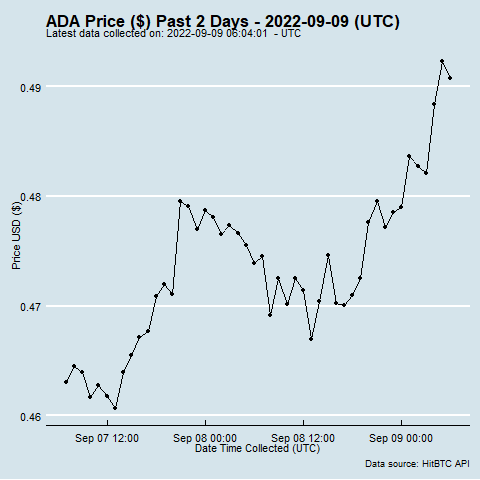 ADA Price ($) Past 2 Days - 2022-09-09 (UTC)
Latest data collected on: 2022-09-09 06:04:01 - UTC
0.49
0.48
Price USD ($)
0.47
0.46
Sep 07 12:00 Sep 08 00:00 Sep 08 12:00 Sep 09 00:00
Date Time Collected (UTC)
Data source: HitBTC API